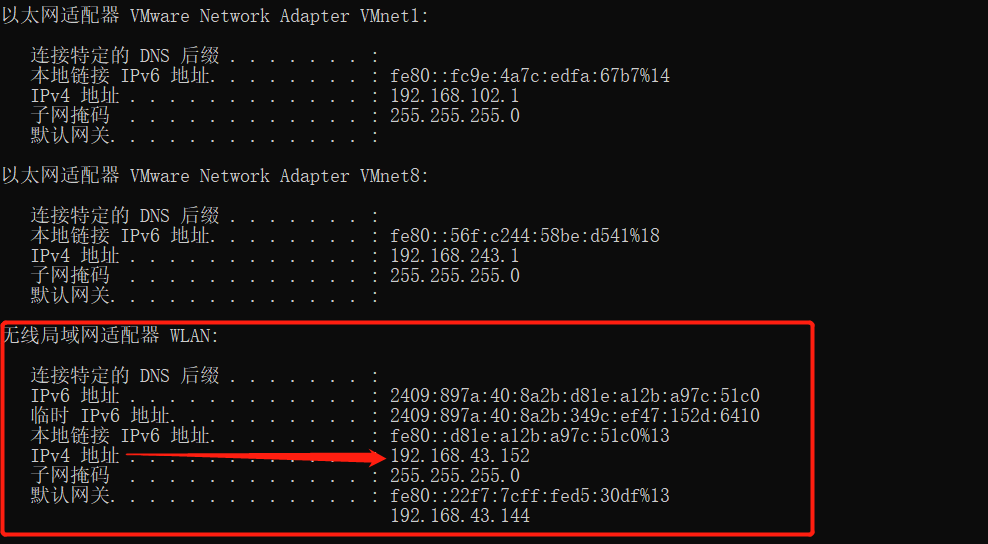 以太网适配器 VMware Network Adapter VMnet1:
连接特定的 DNS 后缀 . . . . . . . :
本地链接 IPv6 地址. . . . . . . . : fe80::fc9e:4a7c:edfa:67b7%14
IPv4 地址 . . . . . . . . . . . . : 192.168.102.1
子网掩码  . . . . . . . . . . . . : 255.255.255.0
默认网关. . . . . . . . . . . . . :
以太网适配器 VMware Network Adapter VMnet8:
连接特定的 DNS 后缀 . . . . . . . :
本地链接 IPv6 地址. . . . . . . . : fe80::56f:c244:58be:d541%18
IPv4 地址 . . . . . . . . . . . . : 192.168.243.1
子网掩码  . . . . . . . . . . . . : 255.255.255.0
默认网关. . . . . . . . . . . . . :
无线局域网适配器 WLAN:
连接特定的 DNS 后缀 . . . . . . . :
IPv6 地址 . . . . . . . . . . . . : 2409:897a:40:8a2b:d81e:a12b:a97c:51c0
临时 IPv6 地址. . . . . . . . . . : 2409:897a:40:8a2b:349c:ef47:152d:6410
本地链接 IPv6 地址. . . . . . . . : fe80::d81e:a12b:a97c:51c0%13
IPv4 地址 . . . . . . . . . . . . : 192.168.43.152
子网掩码  . . . . . . . . . . . . : 255.255.255.0
默认网关. . . . . . . . . . . . . : fe80::22f7:7cff:fed5:30df%13
192.168.43.144